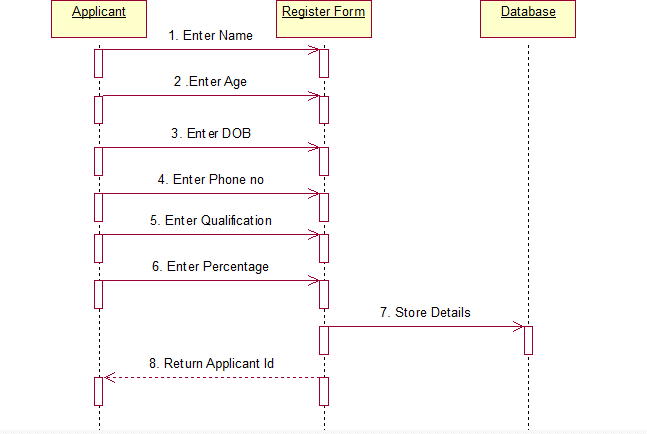 Applicant
Register Form
Database
1. Enter Name
2 .Enter Age
3. Enter DOB
4. Enter Phone no
5. Enter Qualification
6. Enter Percentage
7. Store Details
8. Return Applicant Id